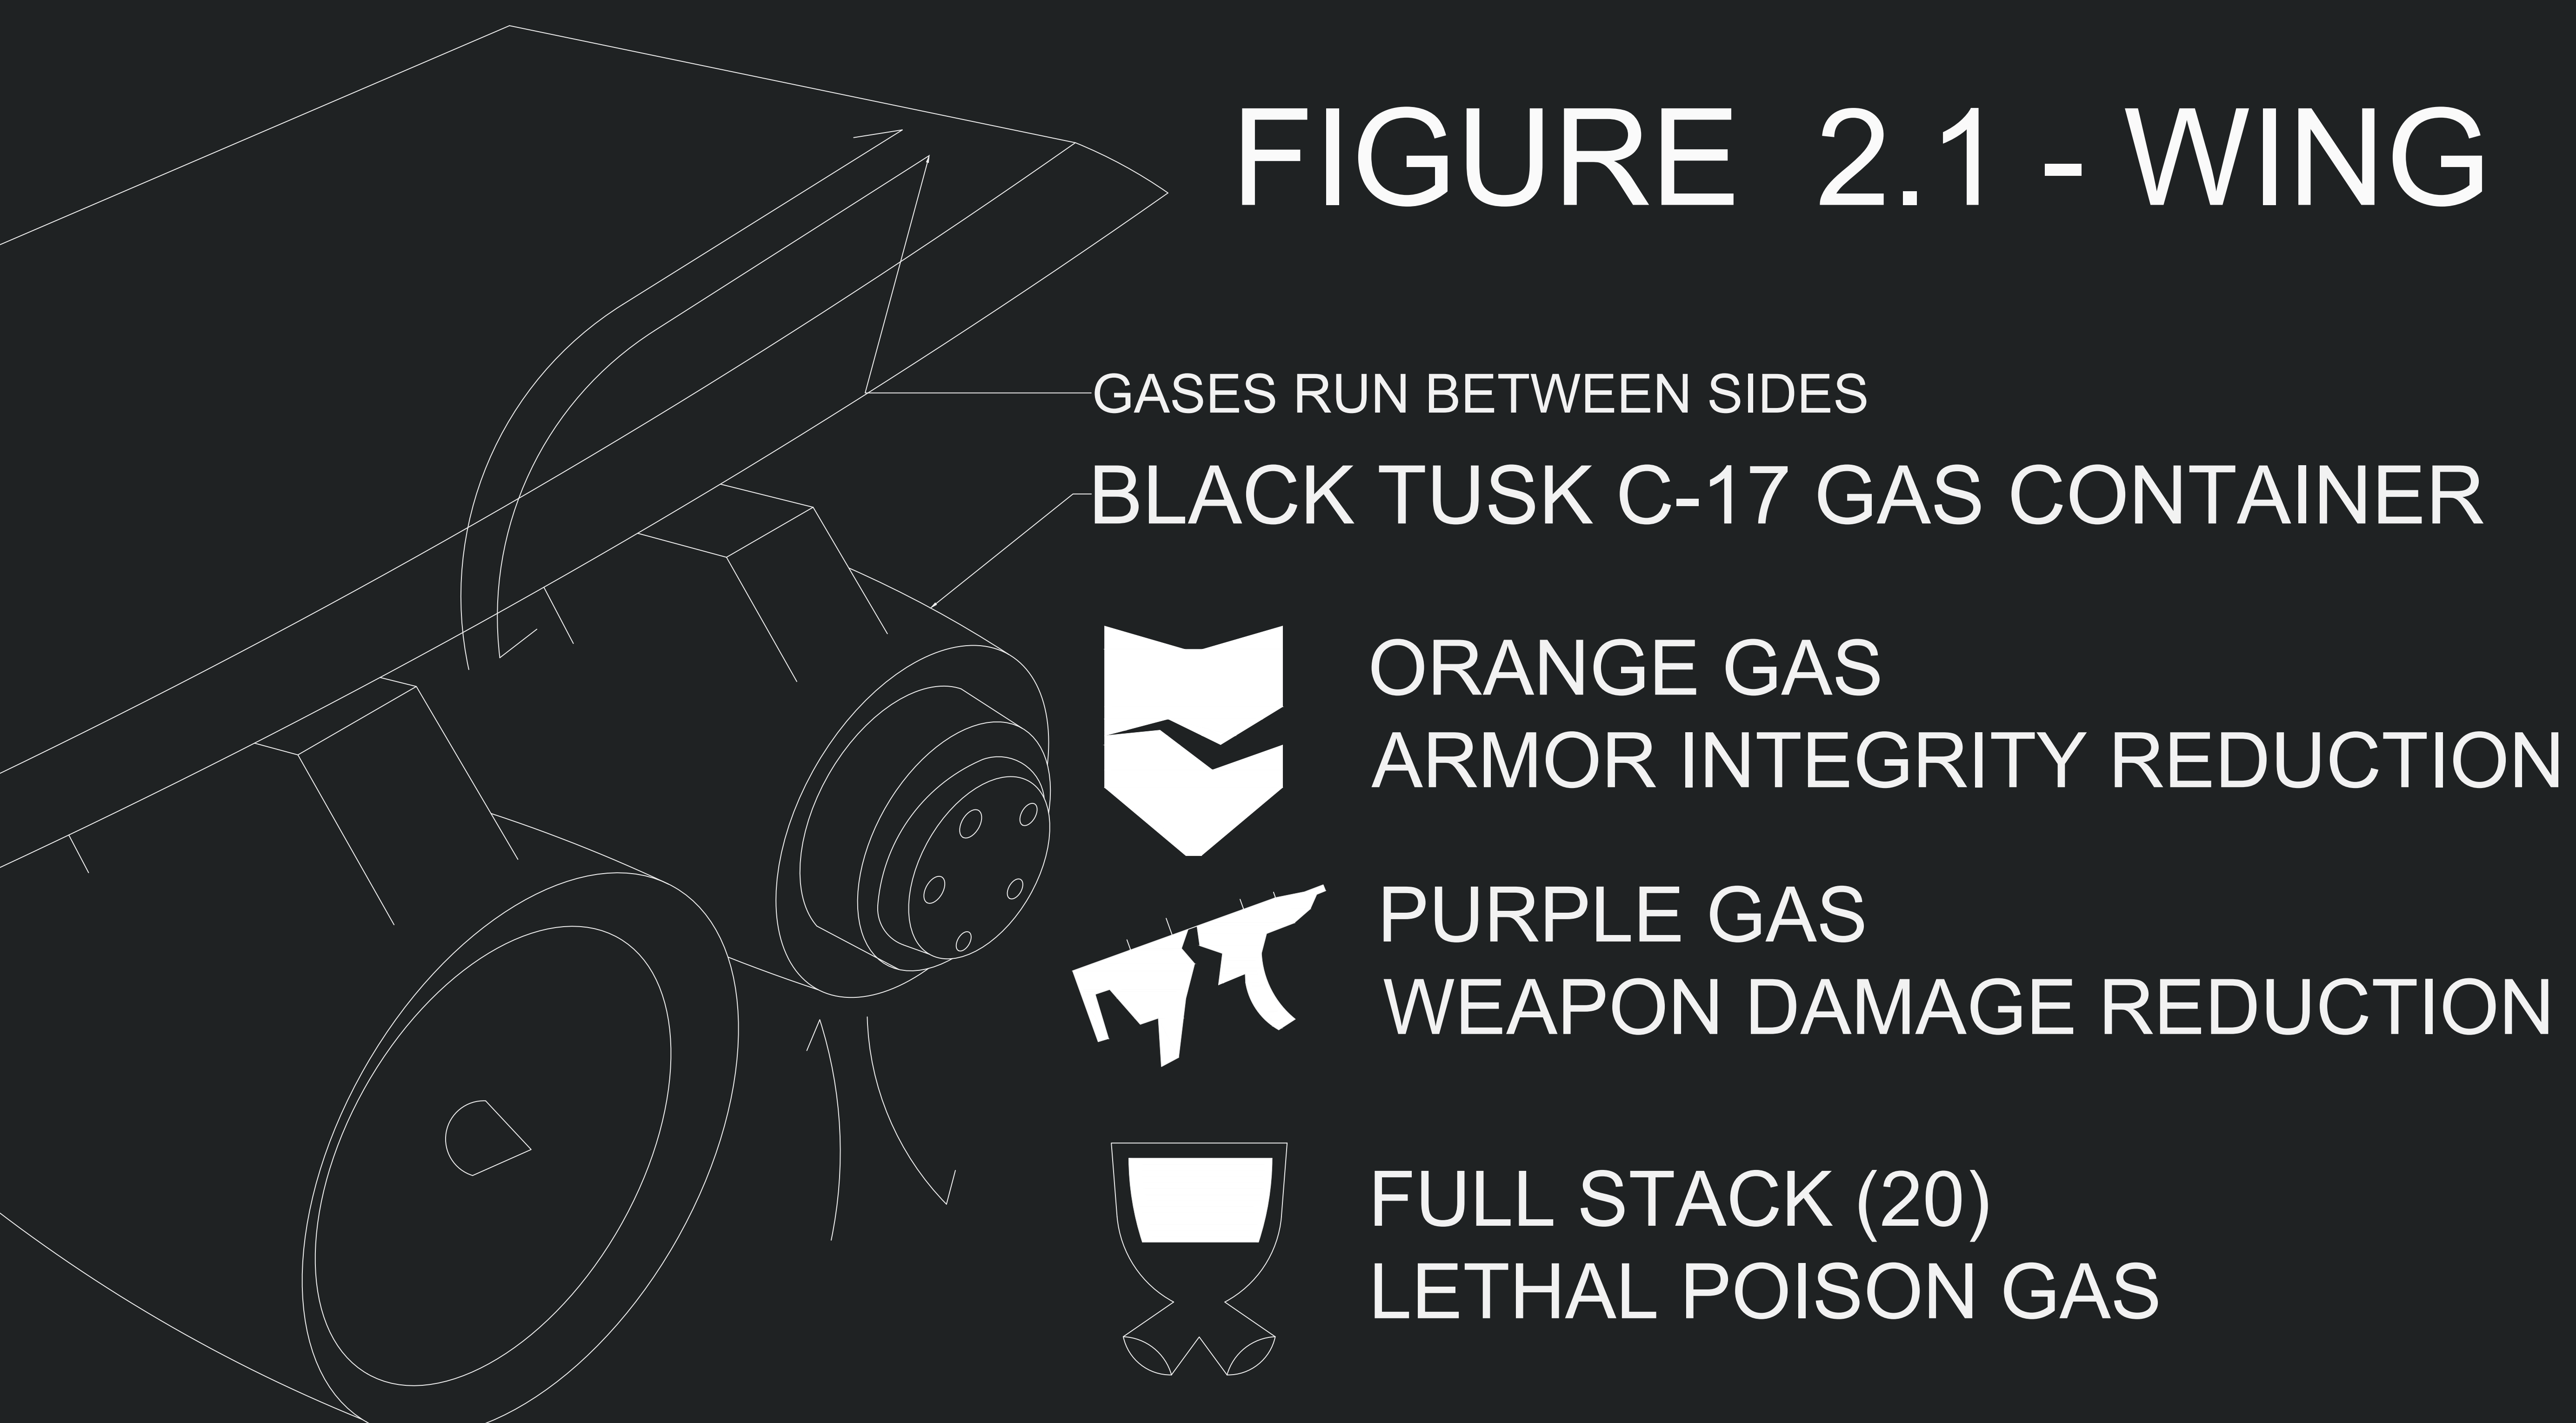 FIGURE 2.1 - WING
GASES RUN BETWEEN SIDES
BLACK TUSK C-17 GAS CONTAINER
ORANGE GAS
ARMOR INTEGRITY REDUCTION
PURPLE GAS
WEAPON DAMAGE REDUCTION
FULL STACK (20)
LETHAL POISON GAS